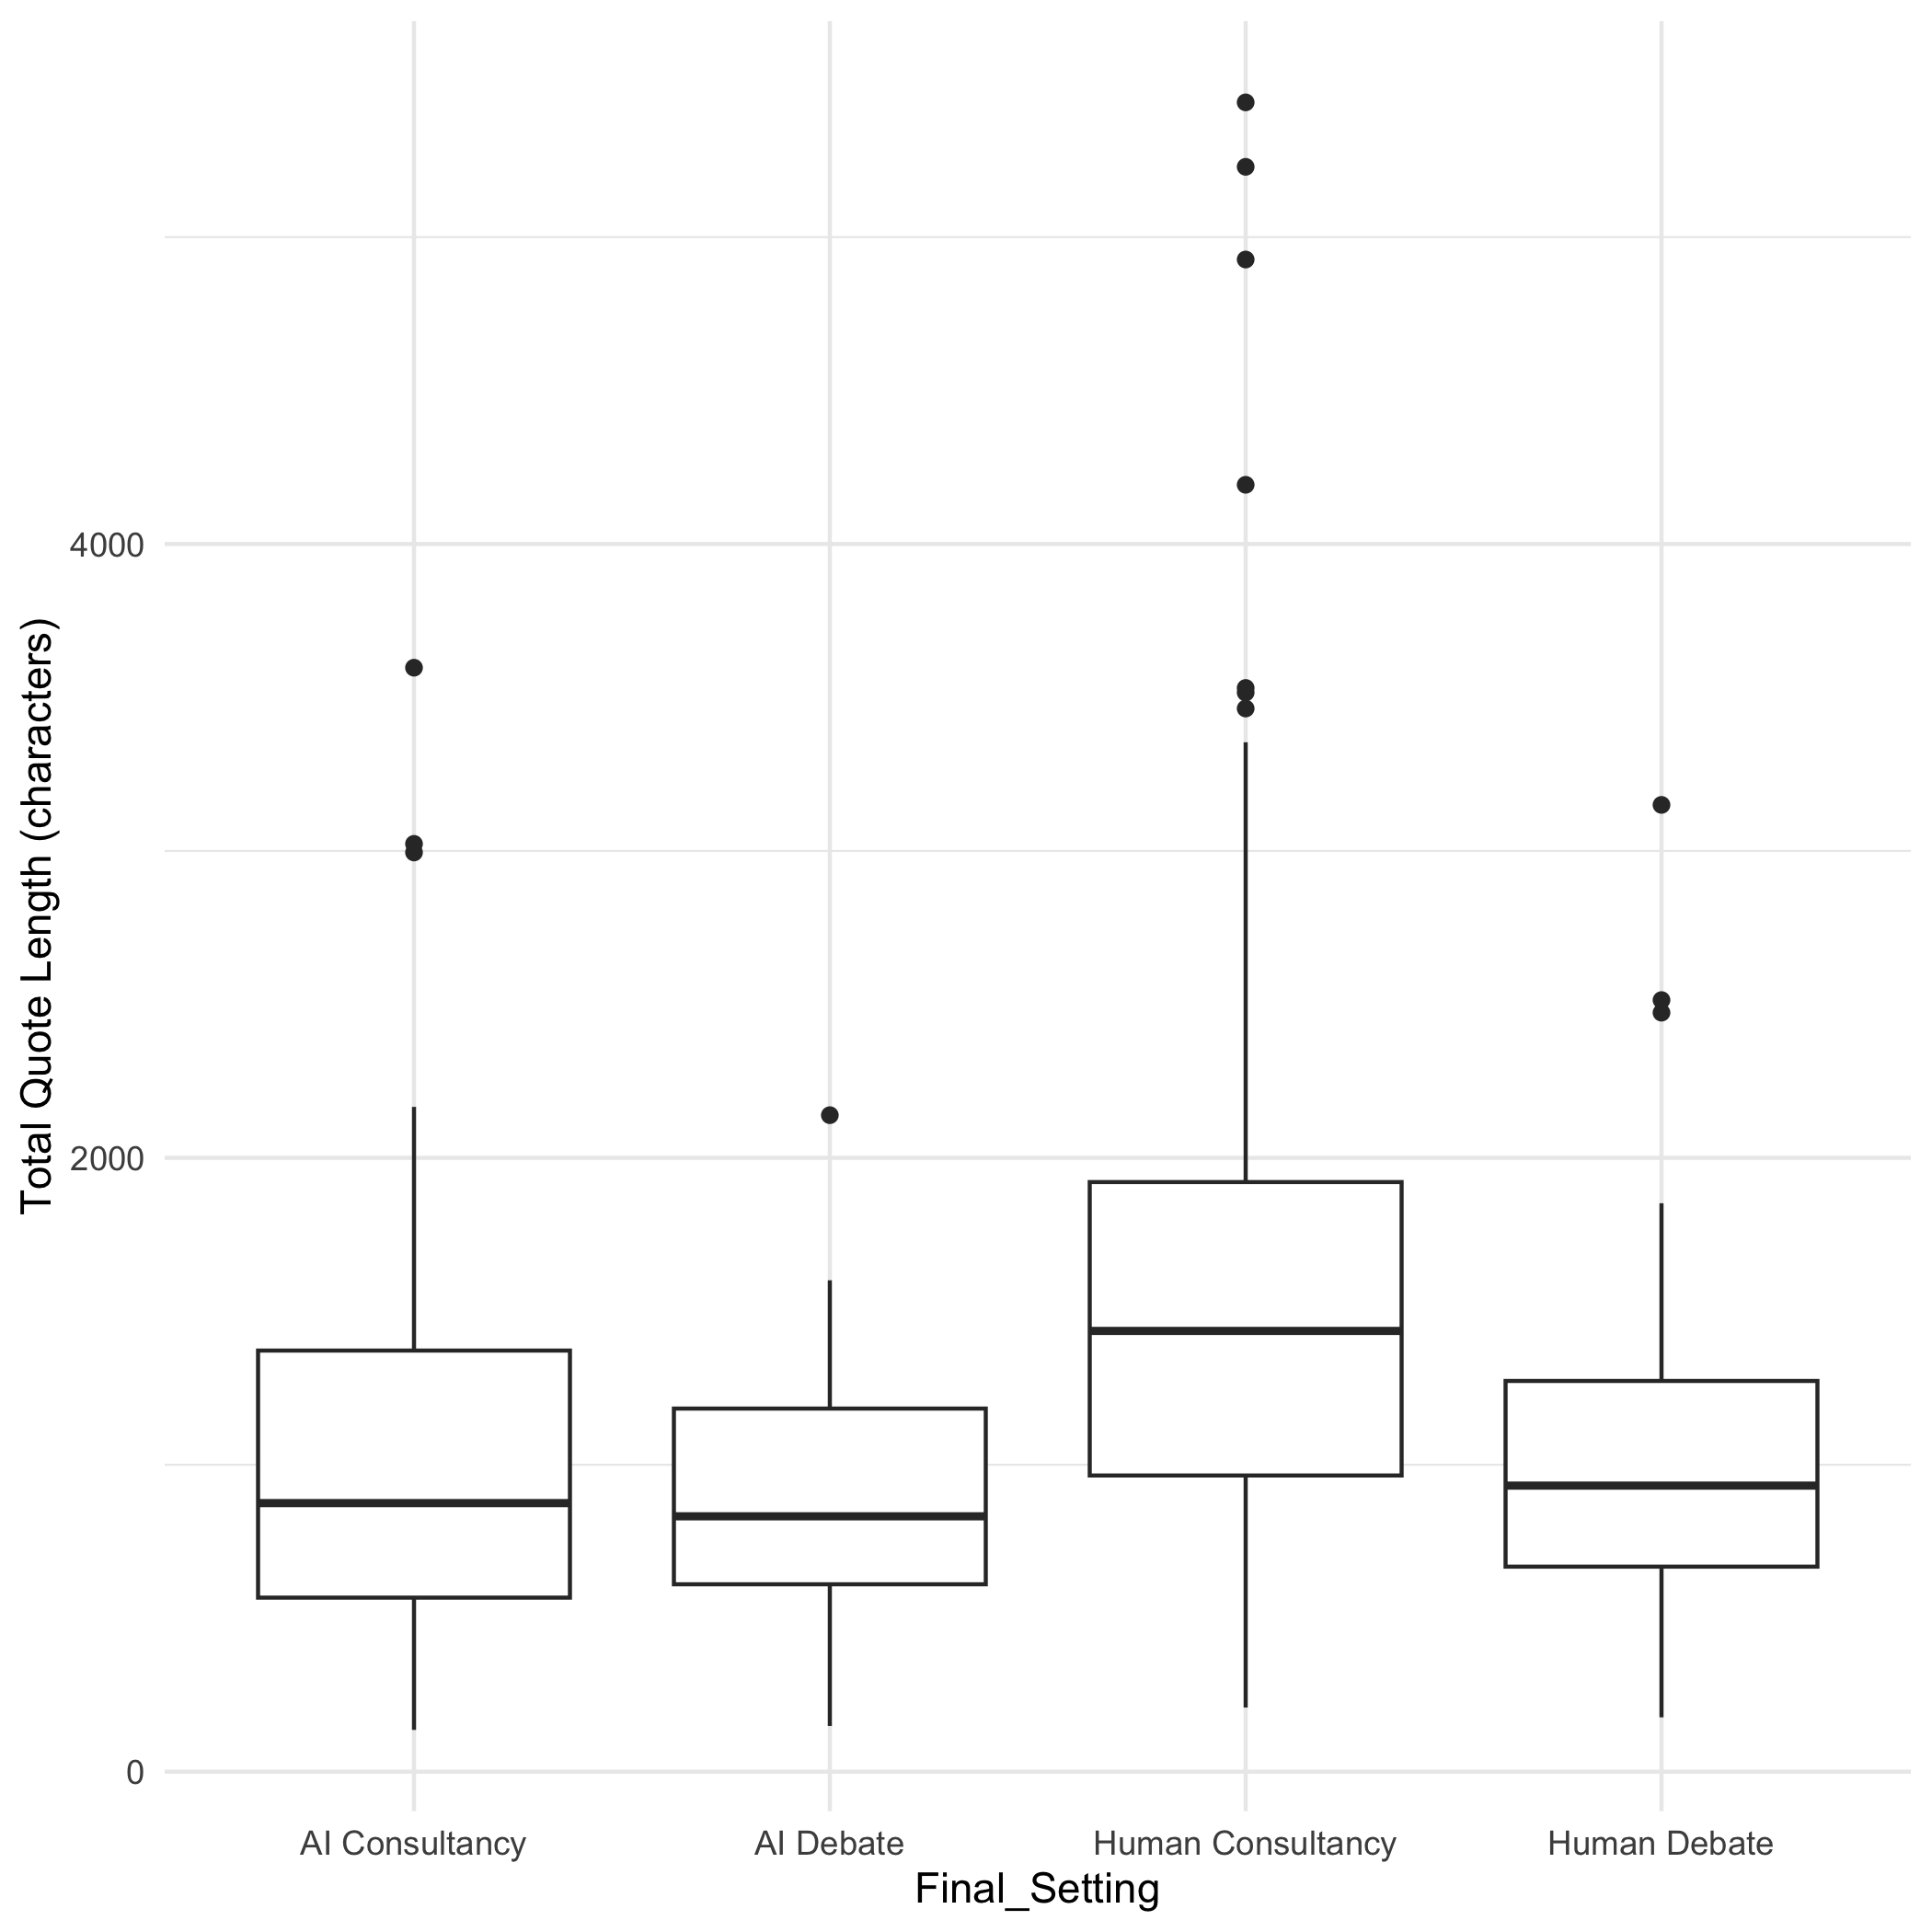 Total Quote Length (characters)
4000
2000
0
AI Consultancy
AI Debate
Human Consultancy
Human Debate
Final_Setting